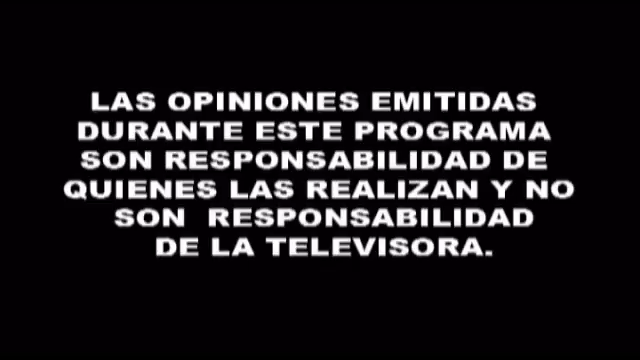 LAS OPINIONES EMITIDAS
DURANTE ESTE PROGRAMA
SON RESPONSABILIDAD DE
QUIENES LAS REALIZAN Y NO
SON RESPONSABILIDAD
DE LA TELEVISORA.